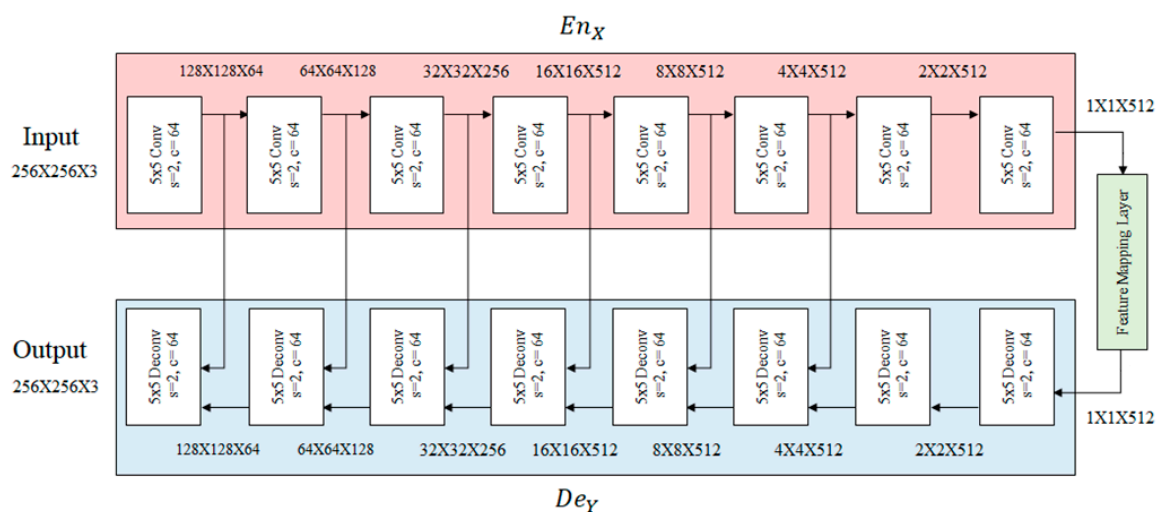 En_X
128X128X64 64X64X128 32X32X256 16X16X512 8X8X512 4X4X512 2X2X512
1X1X512
Input
256X256X3
5x5 Conv
s=2, c= 64
5x5 Conv
s=2, c= 64
5x5 Conv
s=2, c= 64
5x5 Conv
s=2, c= 64
5x5 Conv
s=2, c= 64
5x5 Conv
s=2, c= 64
5x5 Conv
s=2, c= 64
5x5 Conv
s=2, c= 64
Feature Mapping Layer
Output
256X256X3
5x5 Deconv
s=2, c= 64
5x5 Deconv
s=2, c= 64
5x5 Deconv
s=2, c= 64
5x5 Deconv
s=2, c= 64
5x5 Deconv
s=2, c= 64
5x5 Deconv
s=2, c= 64
5x5 Deconv
s=2, c= 64
5x5 Deconv
s=2, c= 64
1X1X512
128X128X64 64X64X128 32X32X256 16X16X512 8X8X512 4X4X512 2X2X512
De_Y